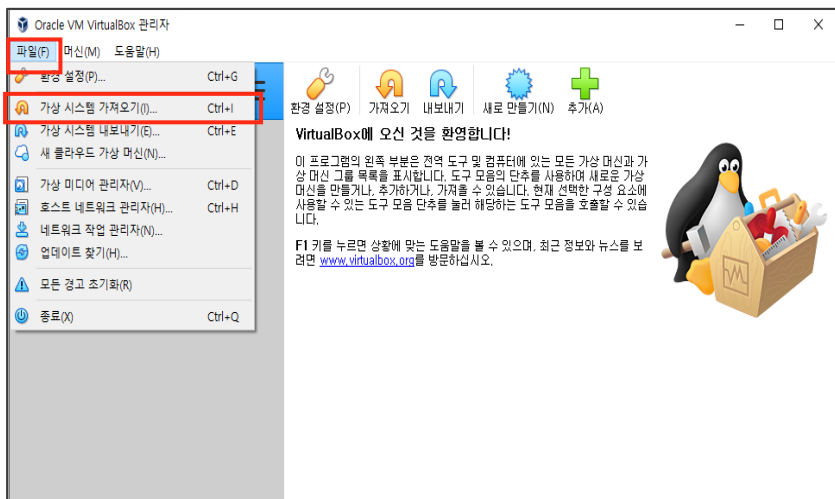 Oracle VM VirtualBox 관리자
파일(F) 머신(M) 도움말(H)
환경 설정(P)... Ctrl+G
가상 시스템 가져오기(I)... Ctrl+I
가상 시스템 내보내기(E)... Ctrl+E
새 클라우드 가상 머신(N)...
가상 미디어 관리자(V)... Ctrl+D
호스트 네트워크 관리자(H)... Ctrl+H
네트워크 작업 관리자(N)...
업데이트 찾기(H)...
모든 경고 초기화(R)
종료(X) Ctrl+Q
환경 설정(P) 가져오기 내보내기 새로 만들기(N) 추가(A)
VirtualBox에 오신 것을 환영합니다!
이 프로그램의 왼쪽 부분은 전역 도구 및 컴퓨터에 있는 모든 가상 머신과 가
상 머신 그룹 목록을 표시합니다. 도구 모음의 단추를 사용하여 새로운 가상
머신을 만들거나, 추가하거나, 가져올 수 있습니다. 현재 선택한 구성 요소에
사용할 수 있는 도구 모음 단추를 눌러 해당하는 도구 모음을 호출할 수 있습
니다.
F1 키를 누르면 상황에 맞는 도움말을 볼 수 있으며, 최근 정보와 뉴스를 보
려면 www.virtualbox.org를 방문하십시오.